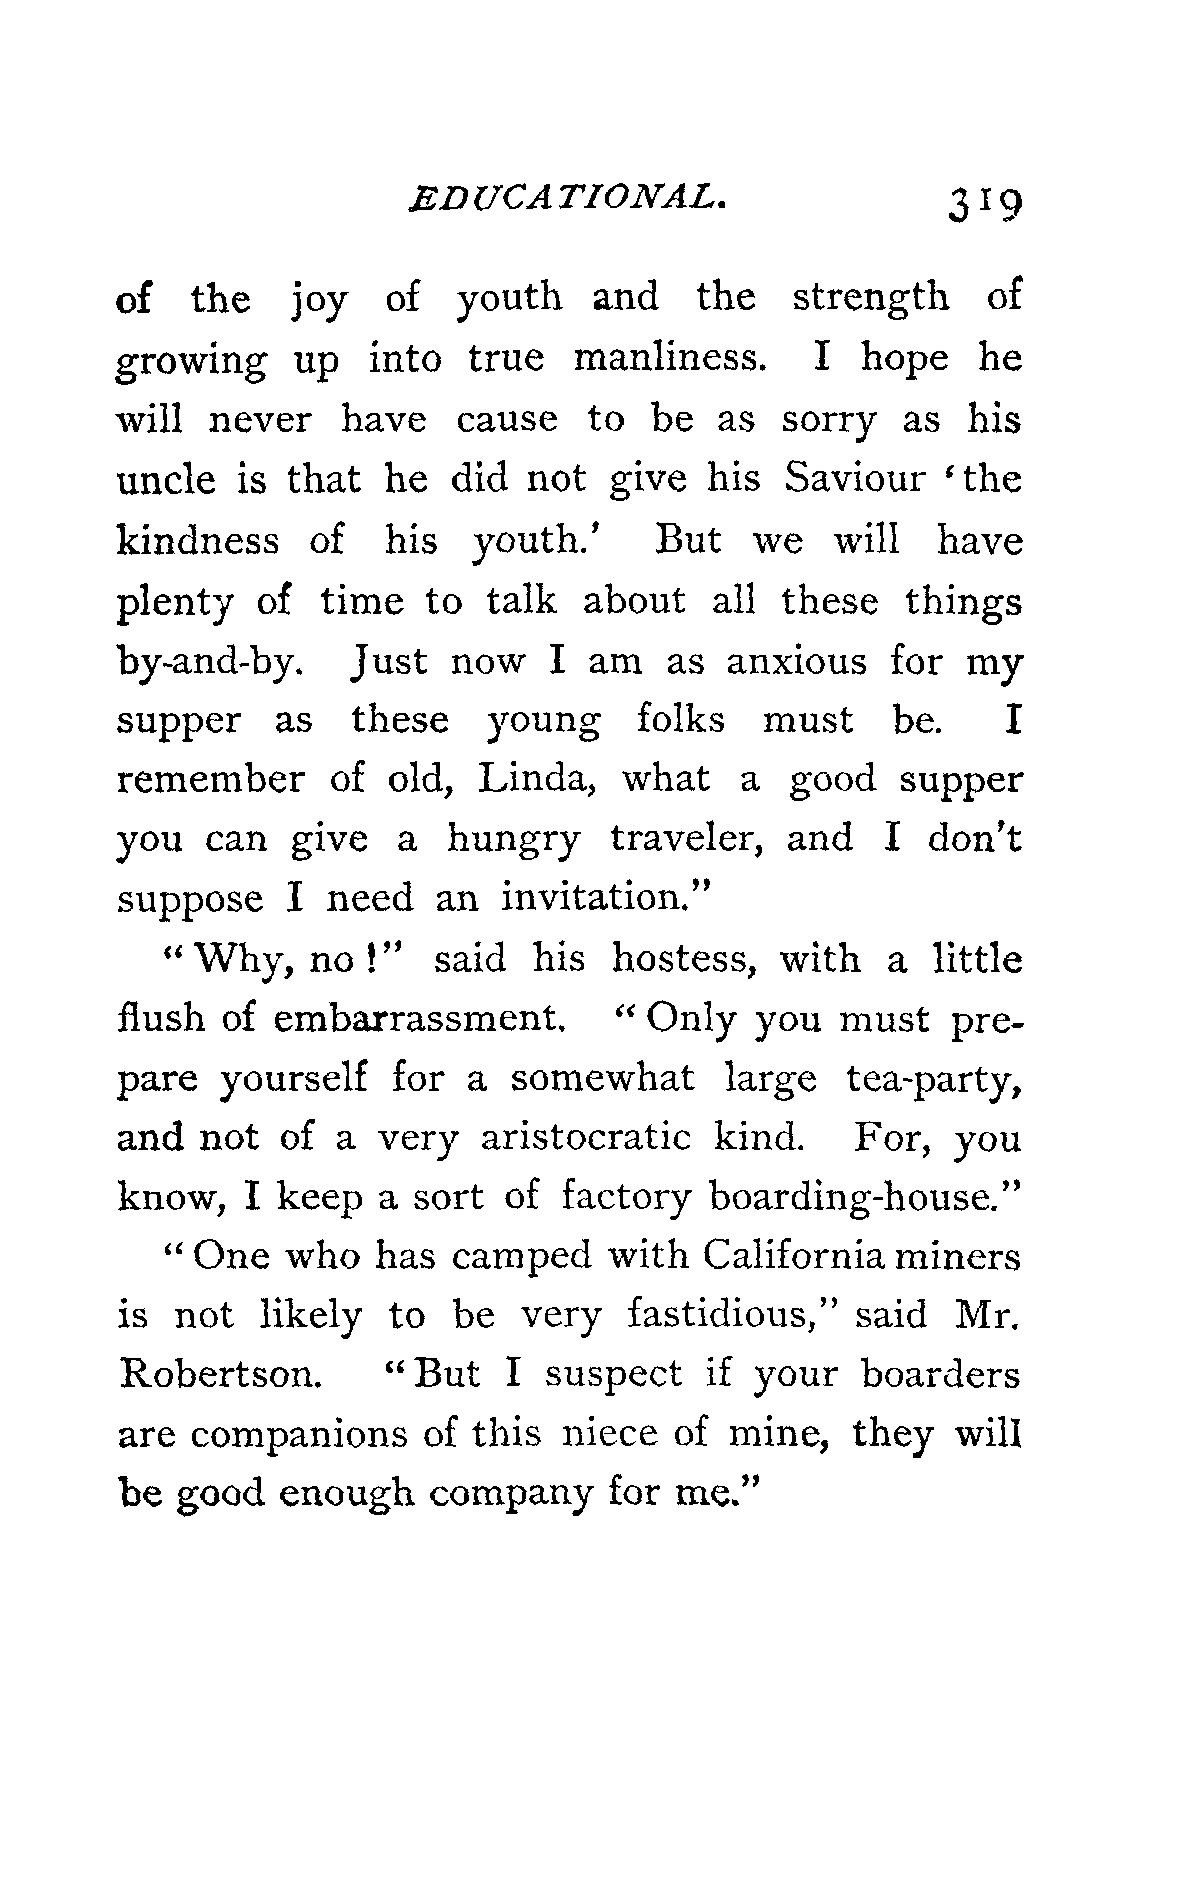 EDUCATIONAL. 319
of the joy of youth and the strength of
growing up into true manliness. I hope he
will never have cause to be as sorry as his
uncle is that he did not give his Saviour ‘the
kindness of his youth.’ But we will have
plenty of time to talk about all these things
by-and-by. Just now I am as anxious for my
supper as these young folks must be. I
remember of old, Linda, what a good supper
you can give a hungry traveler, and I don’t
suppose I need an invitation.”
“Why, no!” said his hostess, with a little
flush of embarrassment. “Only you must pre-
pare yourself for a somewhat large tea-party,
and not of a very aristocratic kind. For, you
know, I keep a sort of factory boarding-house.”
“One who has camped with California miners
is not likely to be very fastidious,” said Mr.
Robertson. “But I suspect if your boarders
are companions of this niece of mine, they will
be good enough company for me.”